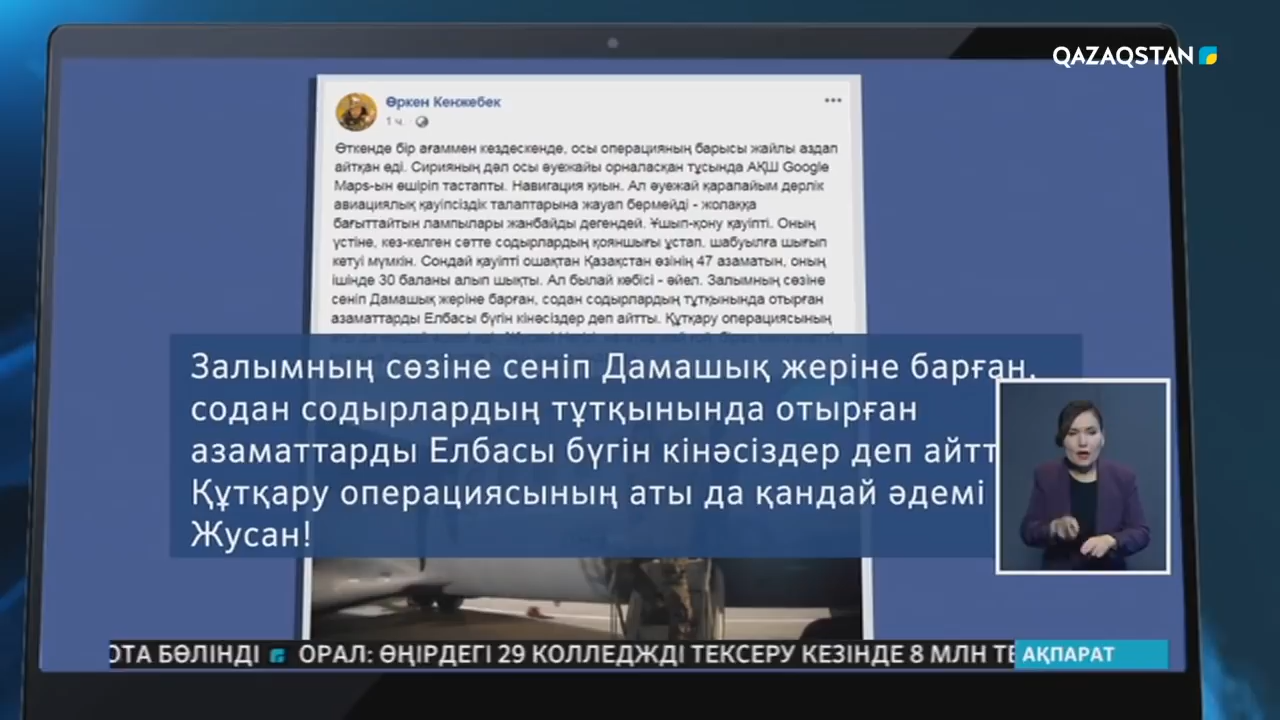 QAZAQSTAN
Өркен Кенжебек
1 ч.
Өткенде бір ағаммен кездескенде, осы операцияның барысы жайлы аздап
айтқан еді. Сирияның дәл осы әуежайы орналасқан тұсында АҚШ Google
Maps-ын өшіріп тастапты. Навигация қиын. Ал әуежай қарапайым дерлік
авиациялық қауіпсіздік талаптарына жауап бермейді - жолаққа
бағыттайтын лампылары жанбайды дегендей. Ұшып-қону қауіпті. Оның
үстіне, кез-келген сәтте содырлардың қояншығы ұстап, шабуылға шығып
кетуі мүмкін. Сондай қауіпті ошақтан Қазақстан өзінің 47 азаматын, оның
ішінде 30 баланы алып шықты. Ал былай көбісі - әйел. Залымның сөзіне
сеніп Дамашық жеріне барған, содан содырлардың тұтқынында отырған
азаматтарды Елбасы бүгін кінәсіздер деп айтты. Құтқару операциясының
Залымның сөзіне сеніп Дамашық жеріне барған,
содан содырлардың тұтқынында отырған
азаматтарды Елбасы бүгін кінәсіздер деп айтт
Құтқару операциясының аты да қандай әдемі
Жусан!
ОТА БӨЛІНДІ ОРАЛ: ӨҢІРДЕГІ 29 КОЛЛЕДЖДІ ТЕКСЕРУ КЕЗІНДЕ 8 МЛН ТЕ
АҚПАРАТ